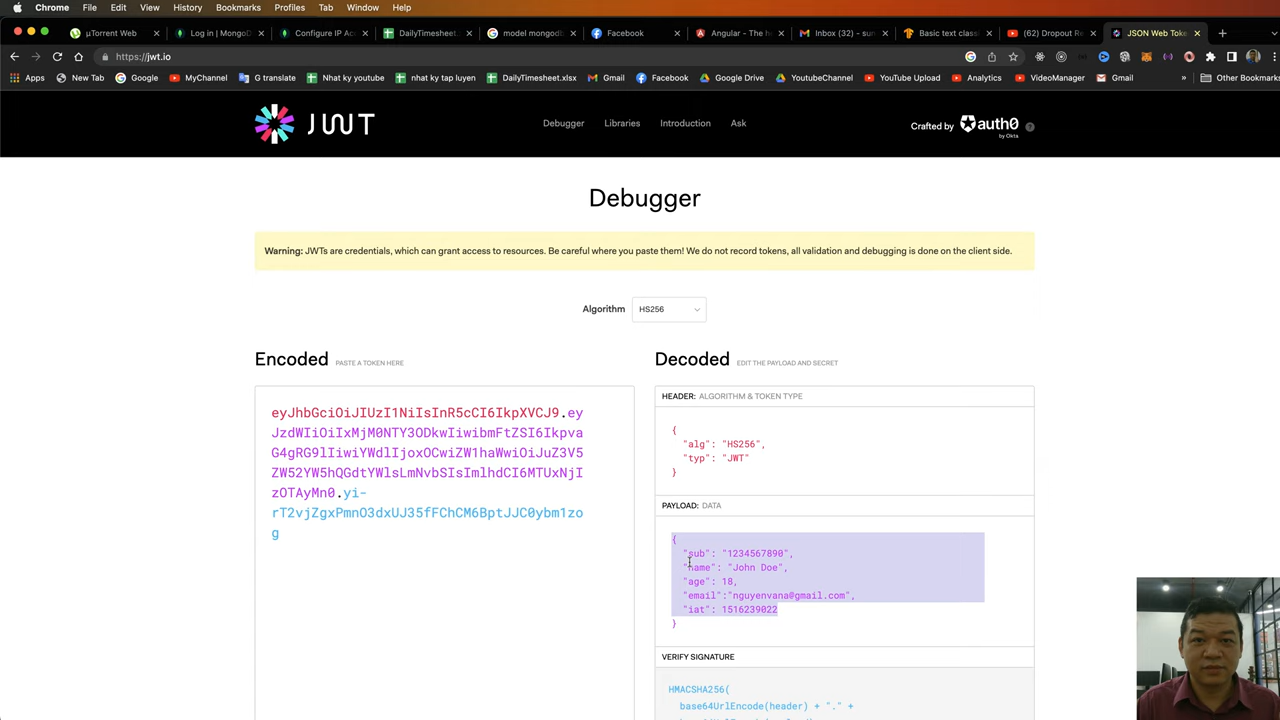 Chrome File Edit View History Bookmarks Profiles Tab Window Help
µTorrent Web
Log in | MongoD
Configure IP Ac
DailyTimesheet.
model mongodb
Facebook
Angular - The h
Inbox (32) - sun
Basic text class
(62) Dropout Re
JSON Web Toke
https://jwt.io
Apps New Tab Google MyChannel G translate Nhat ky youtube nhat ky tap luyen DailyTimesheet.xlsx Gmail Facebook Google Drive YoutubeChannel YouTube Upload Analytics VideoManager Gmail » Other Bookmarks
JWT
Debugger Libraries Introduction Ask
Crafted by auth0
by Okta
?
Debugger
Warning: JWTs are credentials, which can grant access to resources. Be careful where you paste them! We do not record tokens, all validation and debugging is done on the client side.
Algorithm HS256
Encoded PASTE A TOKEN HERE
eyJhbGciOiJIUzI1NiIsInR5cCI6IkpXVCJ9.ey
JzdWIiOiIxMjM0NTY3ODkwIiwibmFtZSI6Ikpva
G4gRG9lIiwiYWdlIjoxOCwiZW1haWwiOiJuZ3V5
ZW52YW5hQGdtYWlsLmNvbSIsImlhdCI6MTUxNjI
zOTAyMn0.yi-
rT2vjZgxPmnO3dxUJ35fFChCM6BptJJC0ybm1zo
g
Decoded EDIT THE PAYLOAD AND SECRET
HEADER: ALGORITHM & TOKEN TYPE
{
"alg": "HS256",
"typ": "JWT"
}
PAYLOAD: DATA
{
"sub": "1234567890",
"name": "John Doe",
"age": 18,
"email":"nguyenvana@gmail.com",
"iat": 1516239022
}
VERIFY SIGNATURE
HMACSHA256(
base64UrlEncode(header) + "." +